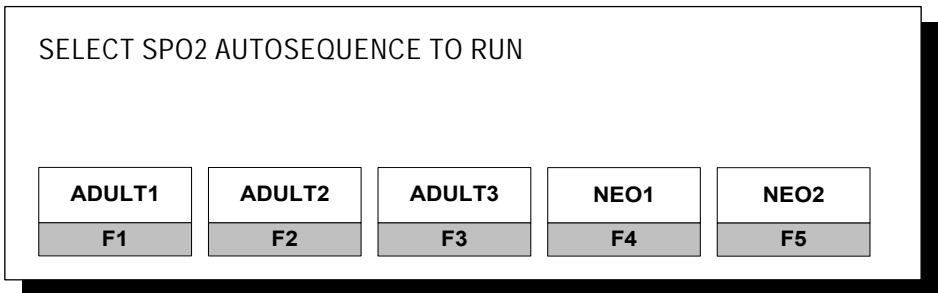 SELECT SPO2 AUTOSEQUENCE TO RUN
ADULT1 ADULT2 ADULT3 NEO1 NEO2
F1 F2 F3 F4 F5